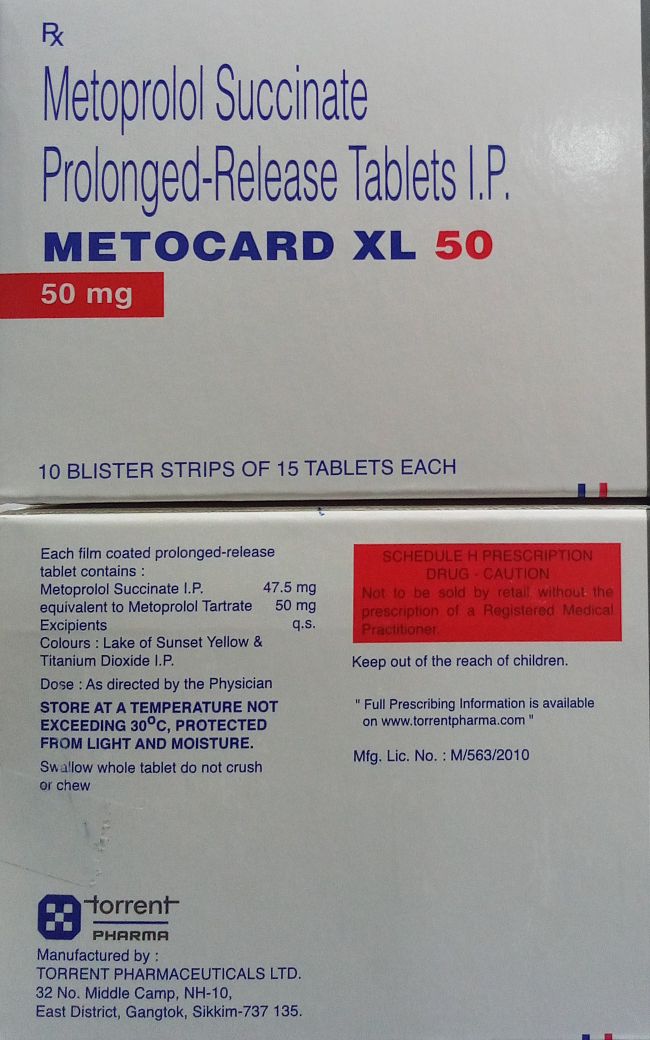 Rx
Metoprolol Succinate
Prolonged-Release Tablets I.P.
METOCARD XL 50
50 mg
10 BLISTER STRIPS OF 15 TABLETS EACH
Each film coated prolonged-release
tablet contains :
Metoprolol Succinate I.P. 47.5 mg
equivalent to Metoprolol Tartrate 50 mg
Excipients q.s.
Colours : Lake of Sunset Yellow &
Titanium Dioxide I.P.
Dose : As directed by the Physician
STORE AT A TEMPERATURE NOT
EXCEEDING 30°C, PROTECTED
FROM LIGHT AND MOISTURE.
Swallow whole tablet do not crush
or chew
SCHEDULE H PRESCRIPTION
DRUG - CAUTION
Not to be sold by retail without the
prescription of a Registered Medical
Practitioner.
Keep out of the reach of children.
" Full Prescribing Information is available
on www.torrentpharma.com "
Mfg. Lic. No. : M/563/2010
torrent
PHARMA
Manufactured by :
TORRENT PHARMACEUTICALS LTD.
32 No. Middle Camp, NH-10,
East District, Gangtok, Sikkim-737 135.